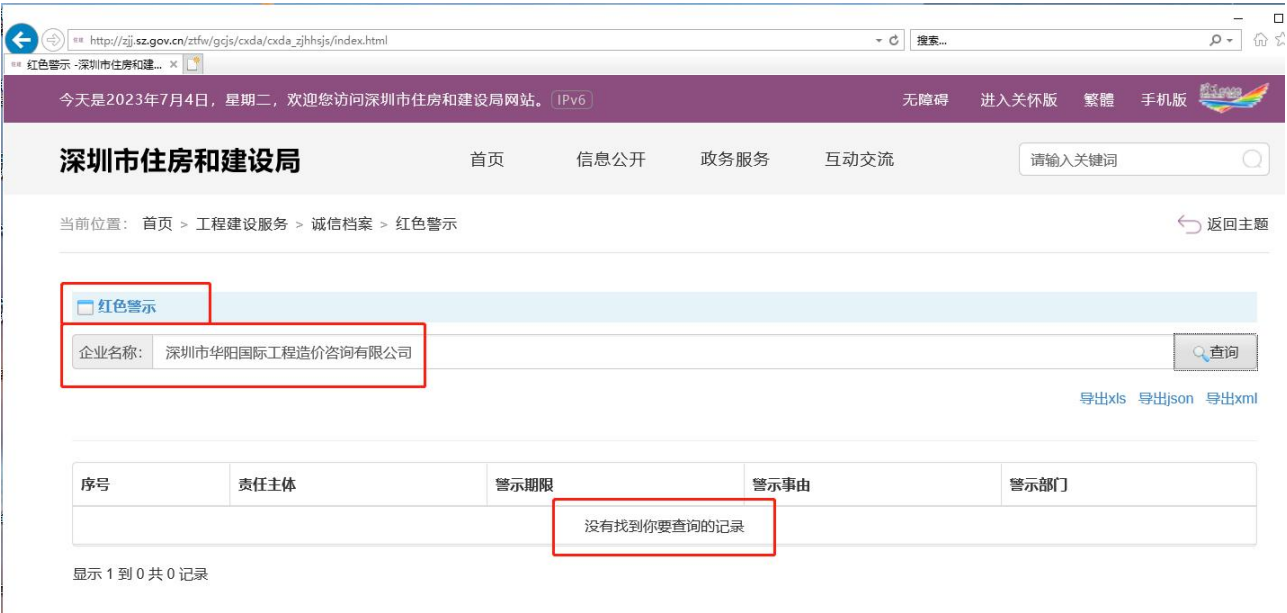 http://zjj.sz.gov.cn/ztfw/gcjs/cxda/cxda_zjhhsjs/index.html
搜索...
红色警示 -深圳市住房和建...
今天是2023年7月4日，星期二，欢迎您访问深圳市住房和建设局网站。 IPv6 无障碍 进入关怀版 繁體 手机版
深圳市住房和建设局 首页 信息公开 政务服务 互动交流 请输入关键词
当前位置： 首页 > 工程建设服务 > 诚信档案 > 红色警示 返回主题
红色警示
企业名称： 深圳市华阳国际工程造价咨询有限公司 查询
导出xls 导出json 导出xml
序号 责任主体 警示期限 警示事由 警示部门
没有找到你要查询的记录
显示 1 到 0 共 0 记录